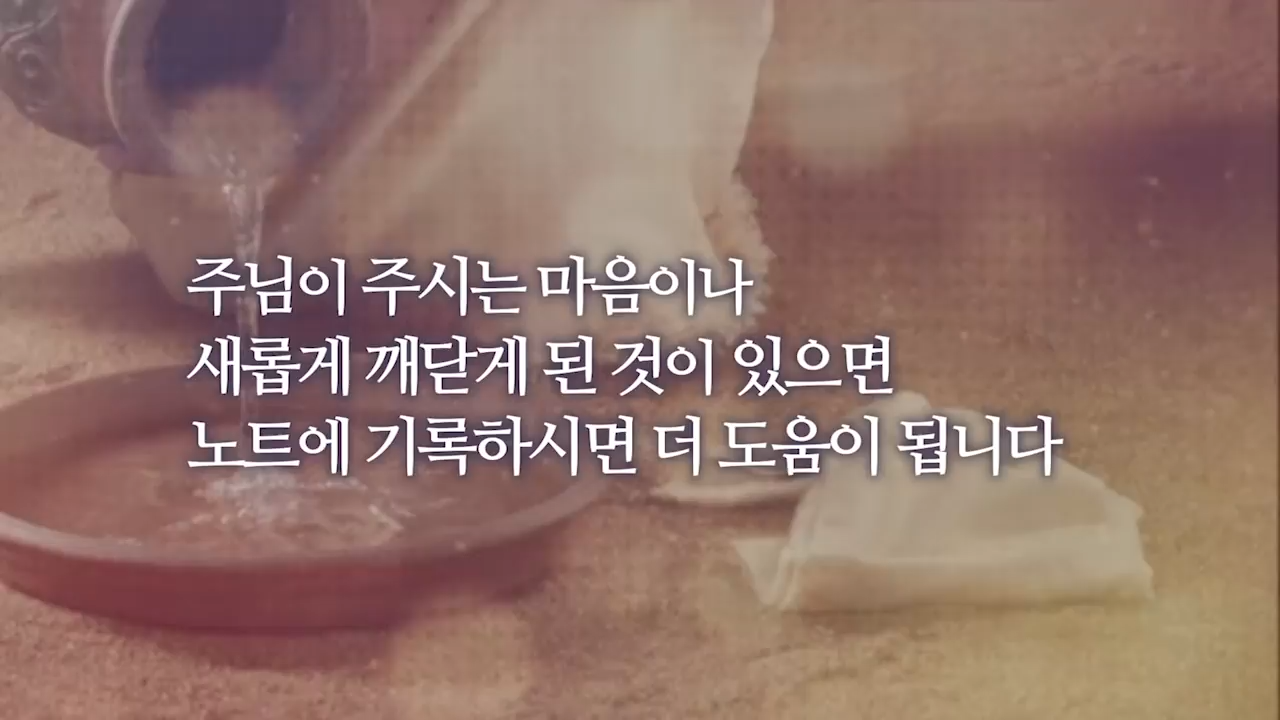 주님이 주시는 마음이나
새롭게 깨닫게 된 것이 있으면
노트에 기록하시면 더 도움이 됩니다